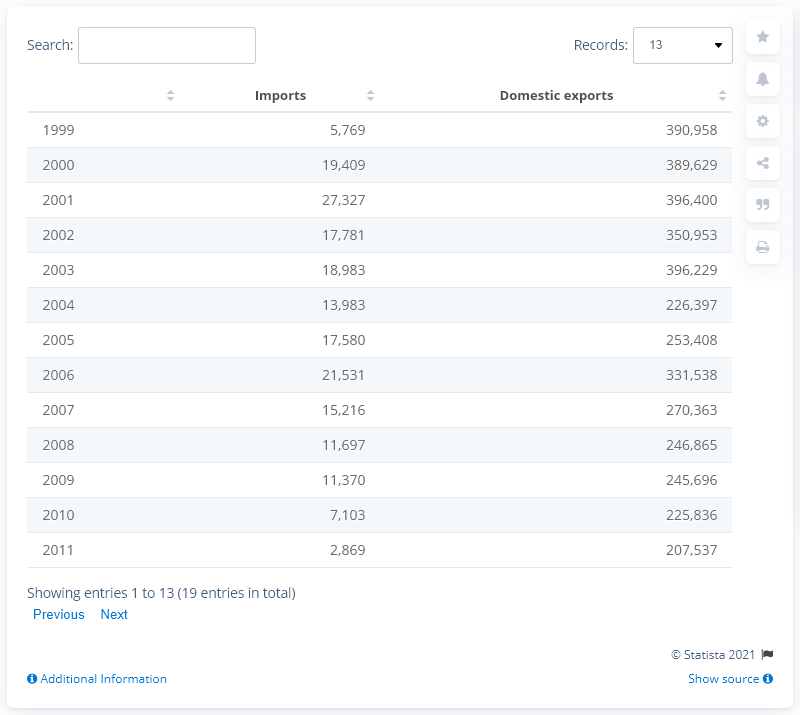 Search: Records: 13
Imports Domestic exports
1999 5,769 390,958
2000 19,409 389,629
2001 27,327 396,400
2002 17,781 350,953
2003 18,983 396,229
2004 13,983 226,397
2005 17,580 253,408
2006 21,531 331,538
2007 15,216 270,363
2008 11,697 246,865
2009 11,370 245,696
2010 7,103 225,836
2011 2,869 207,537
Showing entries 1 to 13 (19 entries in total)
Previous Next
© Statista 2021
Additional Information Show source